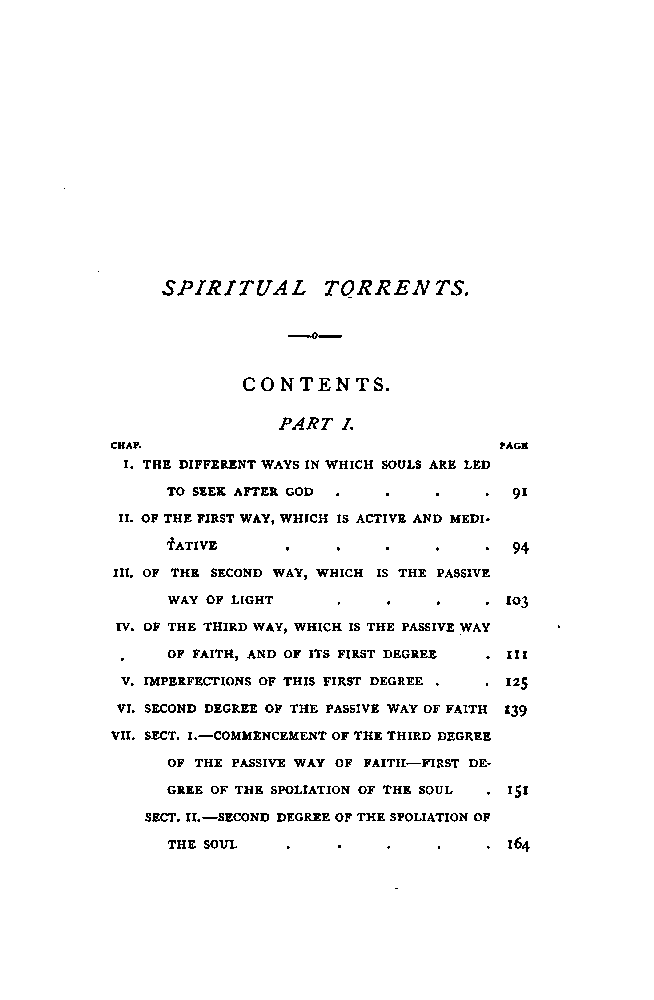 SPIRITUAL TORRENTS.
CONTENTS.
PART I.
CHAP. PAGE
I. THE DIFFERENT WAYS IN WHICH SOULS ARE LED
TO SEEK AFTER GOD . . . . 91
II. OF THE FIRST WAY, WHICH IS ACTIVE AND MEDI-
TATIVE . . . . . 94
III. OF THE SECOND WAY, WHICH IS THE PASSIVE
WAY OF LIGHT . . . . 103
IV. OF THE THIRD WAY, WHICH IS THE PASSIVE WAY
OF FAITH, AND OF ITS FIRST DEGREE . 111
V. IMPERFECTIONS OF THIS FIRST DEGREE . . 125
VI. SECOND DEGREE OF THE PASSIVE WAY OF FAITH 139
VII. SECT. I.—COMMENCEMENT OF THE THIRD DEGREE
OF THE PASSIVE WAY OF FAITH—FIRST DE-
GREE OF THE SPOLIATION OF THE SOUL . 151
SECT. II.—SECOND DEGREE OF THE SPOLIATION OF
THE SOUL . . . . . 164